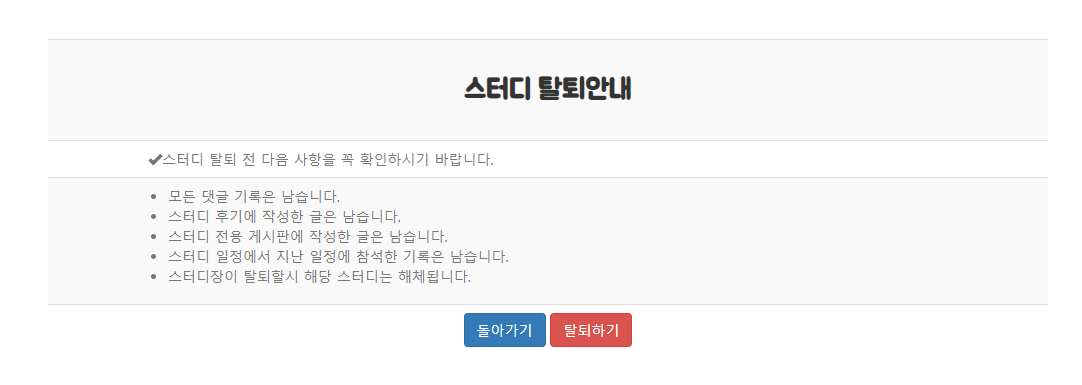 스터디 탈퇴안내
스터디 탈퇴 전 다음 사항을 꼭 확인하시기 바랍니다.
모든 댓글 기록은 남습니다.
스터디 후기에 작성한 글은 남습니다.
스터디 전용 게시판에 작성한 글은 남습니다.
스터디 일정에서 지난 일정에 참석한 기록은 남습니다.
스터디장이 탈퇴할시 해당 스터디는 해체됩니다.
돌아가기 탈퇴하기